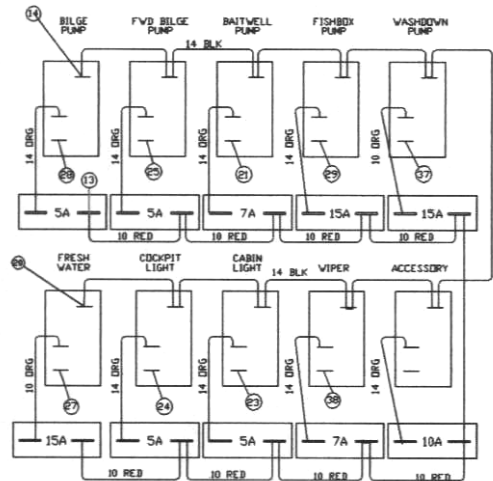 BILGE PUMP
FWD BILGE PUMP
BAITWELL PUMP
FISHBOX PUMP
WASHDOWN PUMP
14
14 BLK
14 ORG
14 ORG
14 ORG
14 ORG
10 ORG
20
25
21
29
37
13
5A
5A
7A
15A
15A
10 RED
10 RED
10 RED
10 RED
FRESH WATER
COCKPIT LIGHT
CABIN LIGHT
WIPER
ACCESSORY
14 BLK
10 ORG
14 ORG
14 ORG
14 ORG
14 ORG
27
24
23
38
15A
5A
5A
7A
10A
10 RED
10 RED
10 RED
10 RED